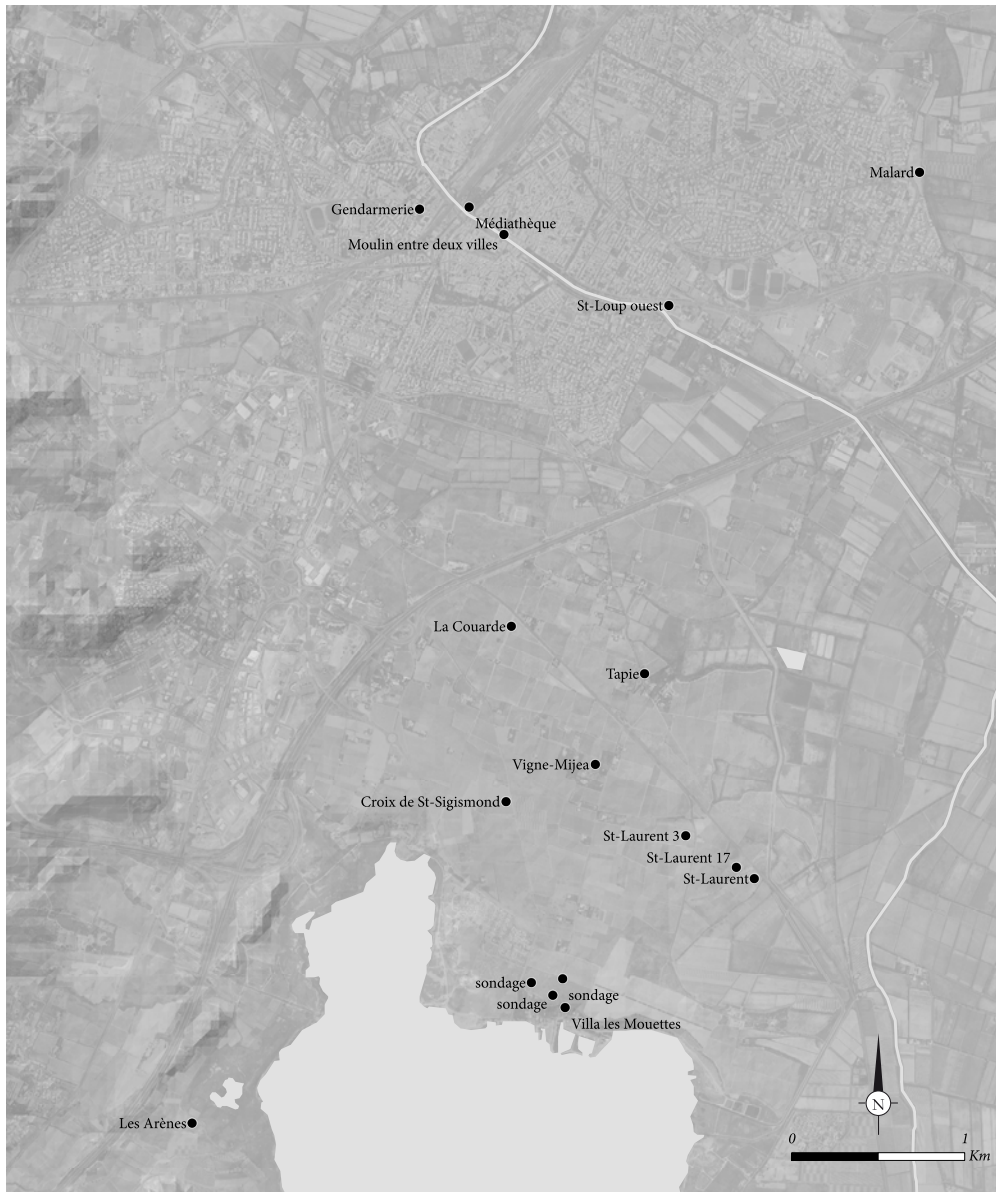 Malard
Gendarmerie
Médiathèque
Moulin entre deux villes
St-Loup ouest
La Couarde
Tapie
Vigne-Mijea
Croix de St-Sigismond
St-Laurent 3
St-Laurent 17
St-Laurent
sondage
sondage
sondage
Villa les Mouettes
N
Les Arènes
0 1
Km